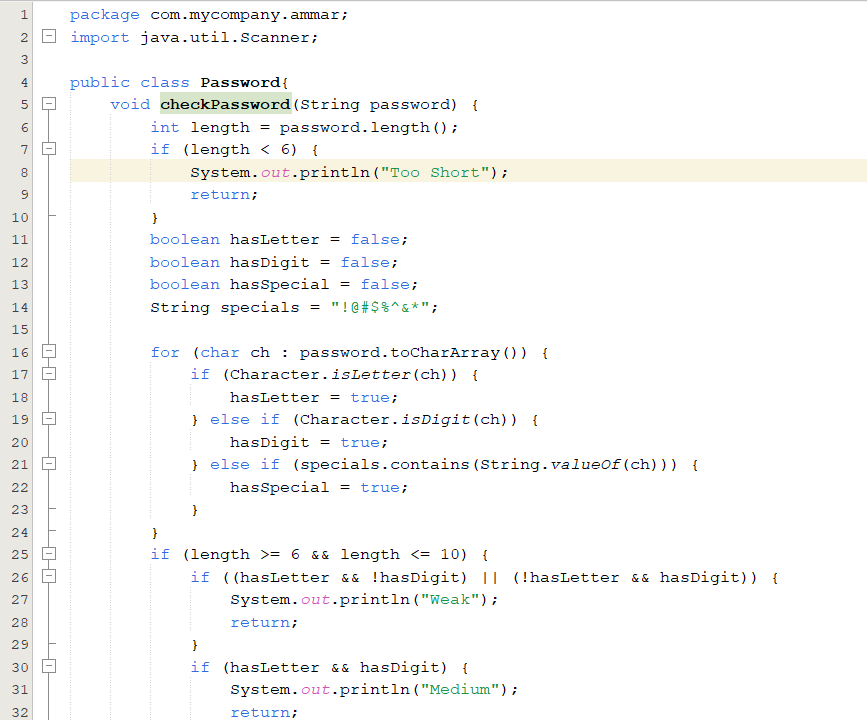 1 package com.mycompany.ammar;
2 import java.util.Scanner;
3
4 public class Password{
5 void checkPassword(String password) {
6 int length = password.length();
7 if (length < 6) {
8 System.out.println("Too Short");
9 return;
10 }
11 boolean hasLetter = false;
12 boolean hasDigit = false;
13 boolean hasSpecial = false;
14 String specials = "!@#$%^&*";
15
16 for (char ch : password.toCharArray()) {
17 if (Character.isLetter(ch)) {
18 hasLetter = true;
19 } else if (Character.isDigit(ch)) {
20 hasDigit = true;
21 } else if (specials.contains(String.valueOf(ch))) {
22 hasSpecial = true;
23 }
24 }
25 if (length >= 6 && length <= 10) {
26 if ((hasLetter && !hasDigit) || (!hasLetter && hasDigit)) {
27 System.out.println("Weak");
28 return;
29 }
30 if (hasLetter && hasDigit) {
31 System.out.println("Medium");
32 return;